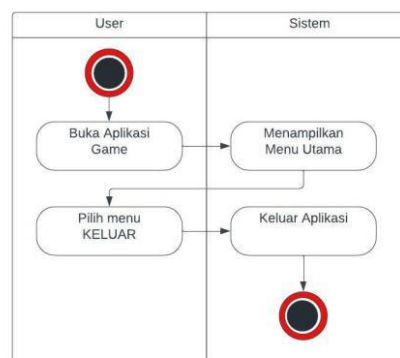 User
Sistem
Buka Aplikasi
Game
Menampilkan
Menu Utama
Pilih menu
KELUAR
Keluar Aplikasi